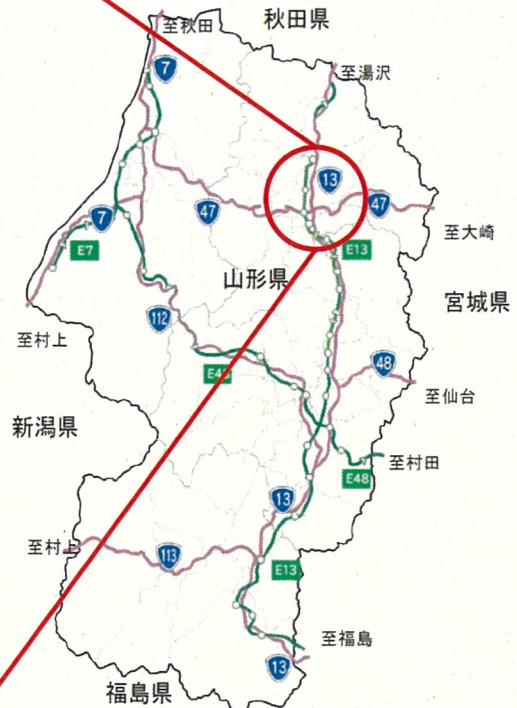 秋田県
至秋田
7
至湯沢
13
47
47
7
E7
至大崎
E13
山形県
宮城県
112
至村上
48
至仙台
新潟県
至村田
E48
13
至村上
113
E13
至福島
13
福島県